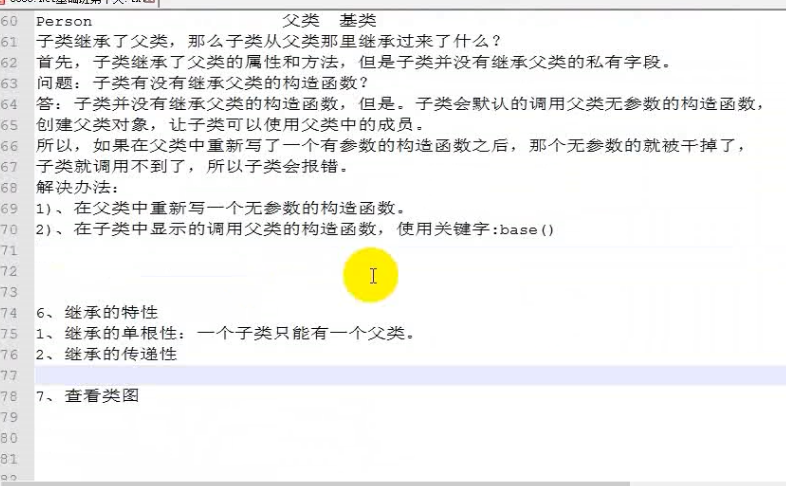 60 Person 父类 基类
61 子类继承了父类，那么子类从父类那里继承过来了什么？
62 首先，子类继承了父类的属性和方法，但是子类并没有继承父类的私有字段。
63 问题：子类有没有继承父类的构造函数？
64 答：子类并没有继承父类的构造函数，但是。子类会默认的调用父类无参数的构造函数，
65 创建父类对象，让子类可以使用父类中的成员。
66 所以，如果在父类中重新写了一个有参数的构造函数之后，那个无参数的就被干掉了，
67 子类就调用不到了，所以子类会报错。
68 解决办法：
69 1)、在父类中重新写一个无参数的构造函数。
70 2)、在子类中显示的调用父类的构造函数，使用关键字:base()
71
72
73
74 6、继承的特性
75 1、继承的单根性：一个子类只能有一个父类。
76 2、继承的传递性
77
78 7、查看类图
79
80
81